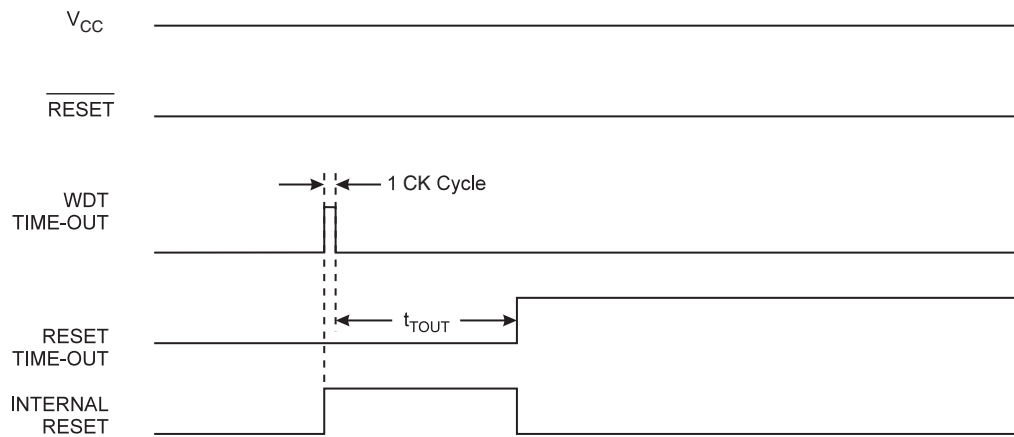 VCC
RESET
WDT
TIME-OUT
1 CK Cycle
RESET
TIME-OUT
tTOUT
INTERNAL
RESET